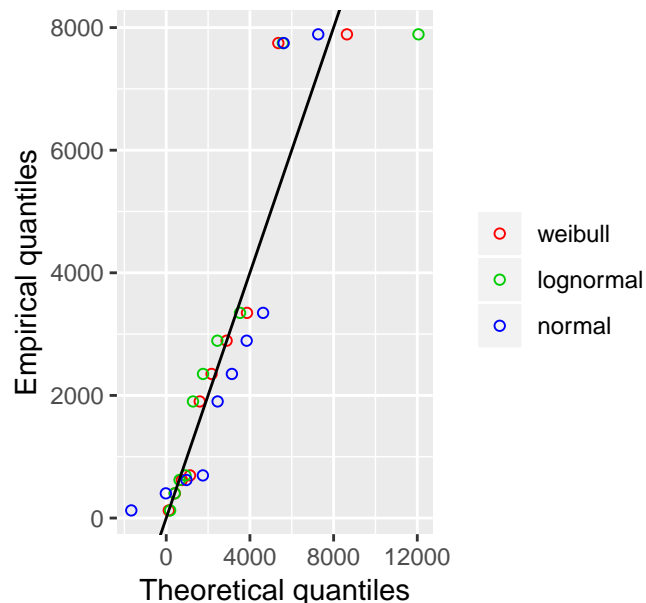 8000
6000
4000
2000
0
Empirical quantiles
0 4000 8000 12000
Theoretical quantiles
weibull
lognormal
normal